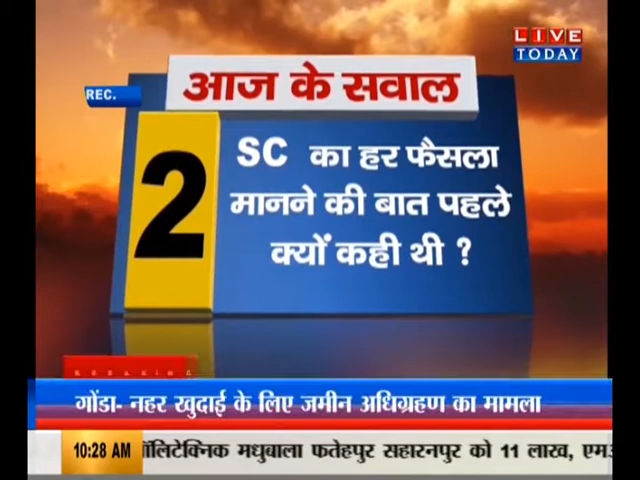 LIVE
TODAY
REC.
आज के सवाल
2
SC का हर फैसला
मानने की बात पहले
क्यों कही थी ?
BREAKING
गोंडा- नहर खुदाई के लिए जमीन अधिग्रहण का मामला
10:28 AM
ॉलिटेक्निक मधुबाला फतेहपुर सहारनपुर को 11 लाख,